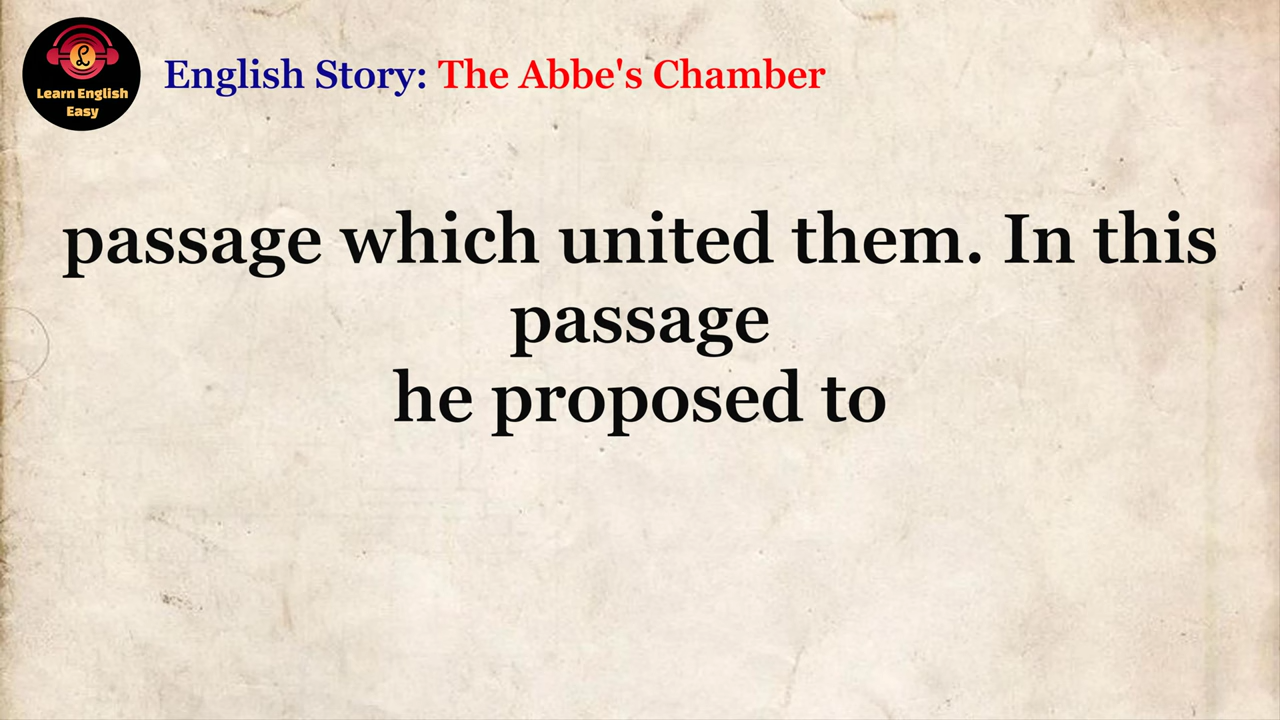 Learn English
Easy
English Story: The Abbe's Chamber
passage which united them. In this
passage
he proposed to